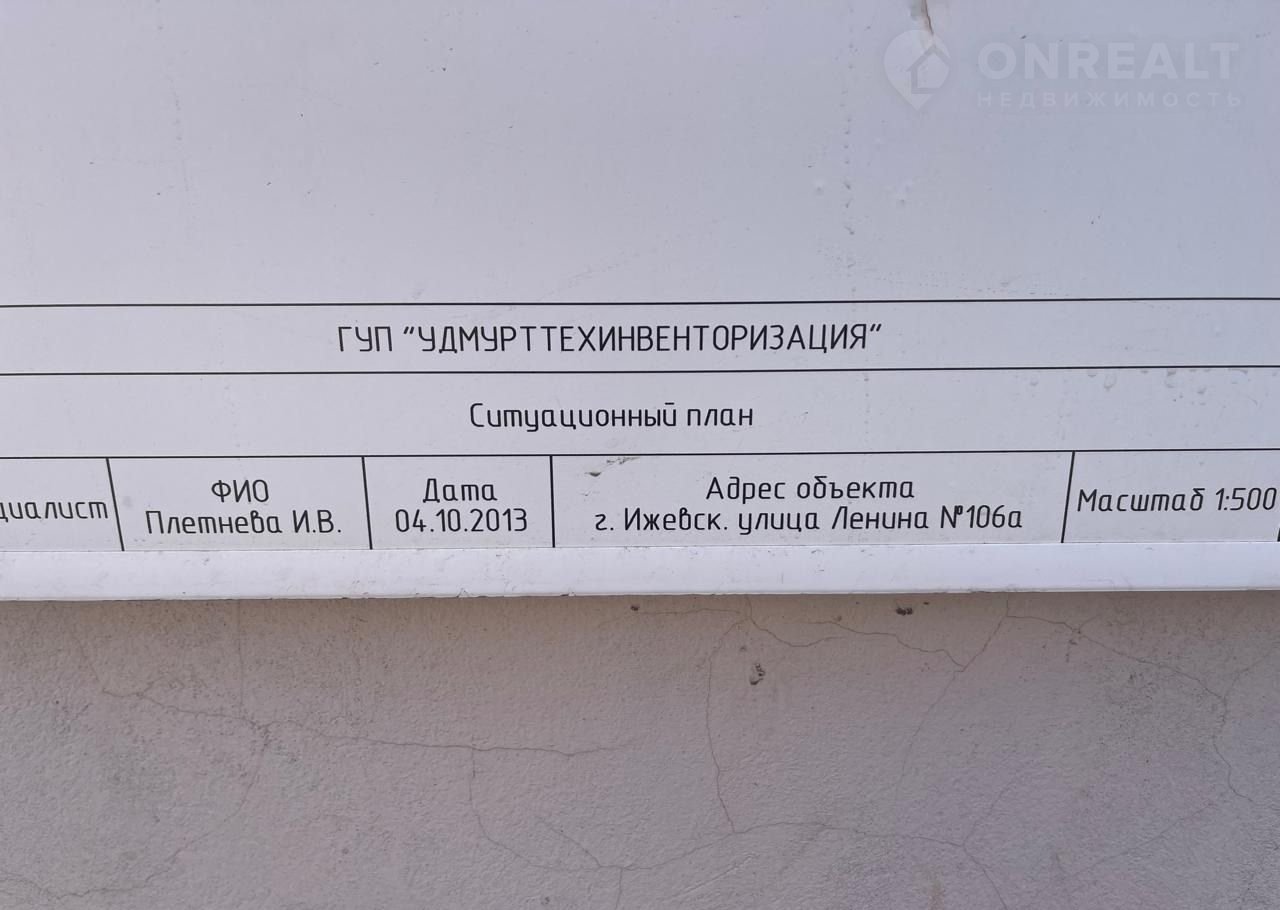 ONREALT
НЕДВИЖИМОСТЬ
ГУП "УДМУРТТЕХИНВЕНТОРИЗАЦИЯ"
Ситуационный план
циалист
ФИО
Плетнева И.В.
Дата
04.10.2013
Адрес объекта
г. Ижевск. улица Ленина №106а
Масштаб 1:500